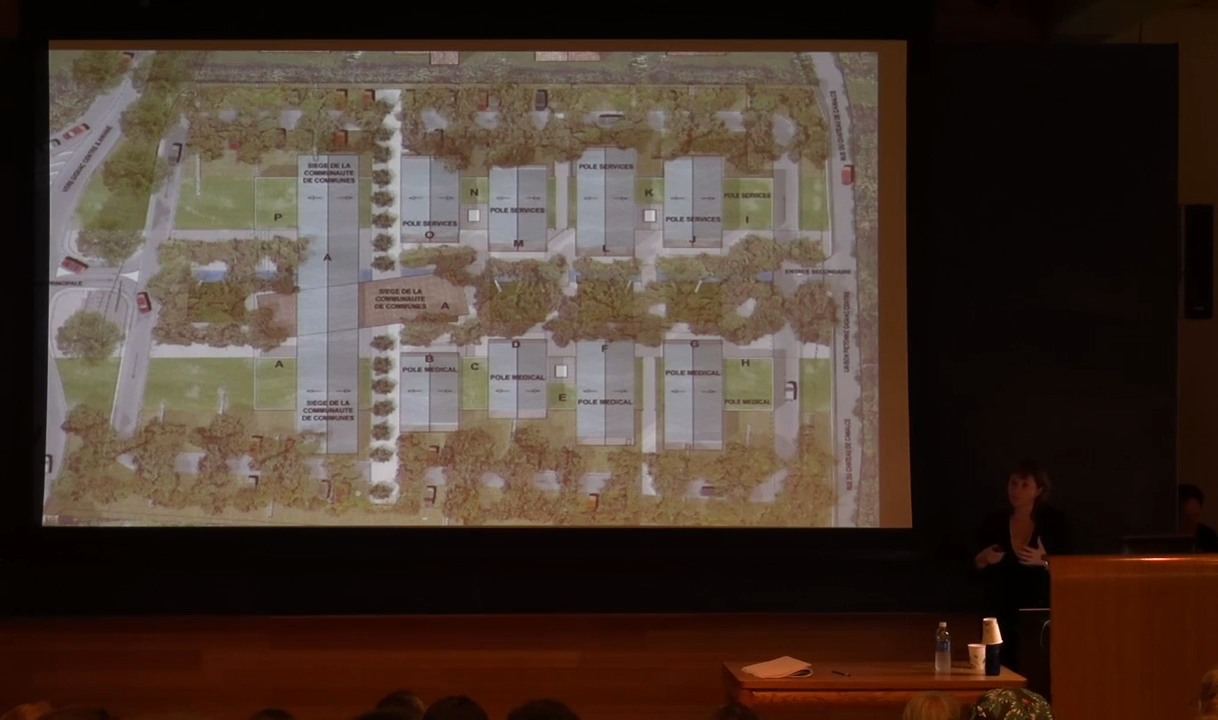 SIEGE DE LA
COMMUNAUTE
DE COMMUNES
POLE SERVICES
N
K
POLE SERVICES
P
POLE SERVICES
O
POLE SERVICES
M
L
POLE SERVICES
J
I
A
ENTREE SECONDAIRE
SIEGE DE LA
COMMUNAUTE
DE COMMUNES
A
A
B
POLE MEDICAL
C
D
POLE MEDICAL
E
F
POLE MEDICAL
G
POLE MEDICAL
H
POLE MEDICAL
SIEGE DE LA
COMMUNAUTE
DE COMMUNES